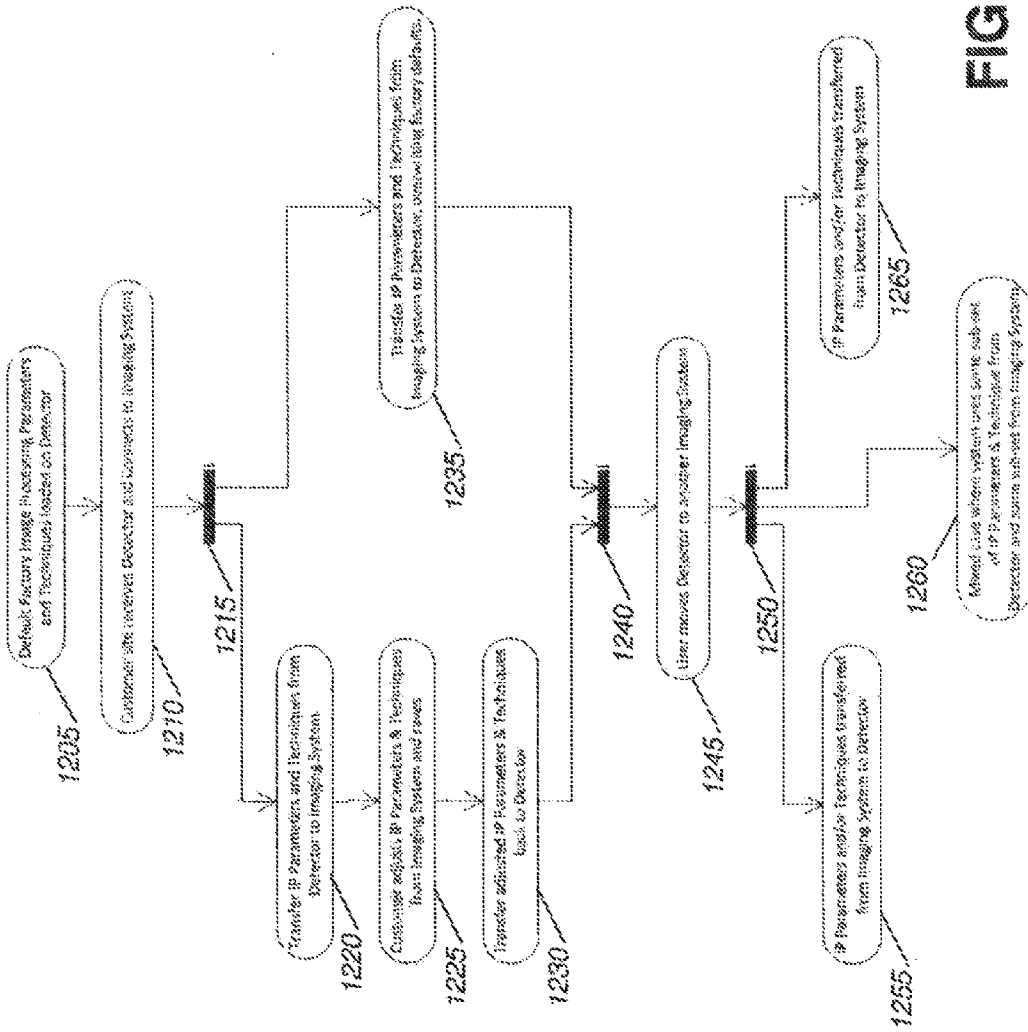 Default Factory Image Processing Parameters
and Techniques loaded on Detector
1205
Customer site receives Detector and Connects to Imaging System
1210
1215
Transfer IP Parameters and Techniques from
Detector to Imaging System
1220
Customer adjusts IP Parameters & Techniques
from Imaging System and saves
1225
Transfer adjusted IP Parameters & Techniques
back to Detector
1230
Transfer IP Parameters and Techniques from
Imaging System to Detector, overwriting factory defaults.
1235
1240
User moves Detector to another Imaging System
1245
1250
IP Parameters and/or Techniques transferred
from Imaging System to Detector
1255
Mixed case where system uses some sub-set
of IP Parameters & Technique from
Detector and some sub-set from Imaging System
1260
IP Parameters and/or Techniques transferred
from Detector to Imaging System
1265
FIG